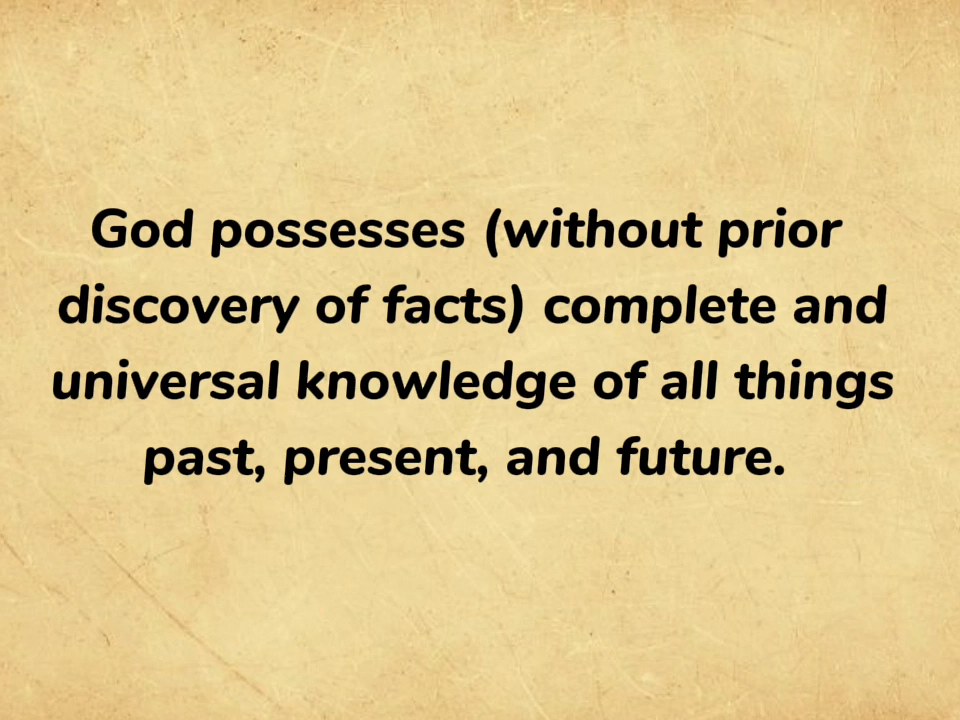 God possesses (without prior
discovery of facts) complete and
universal knowledge of all things
past, present, and future.